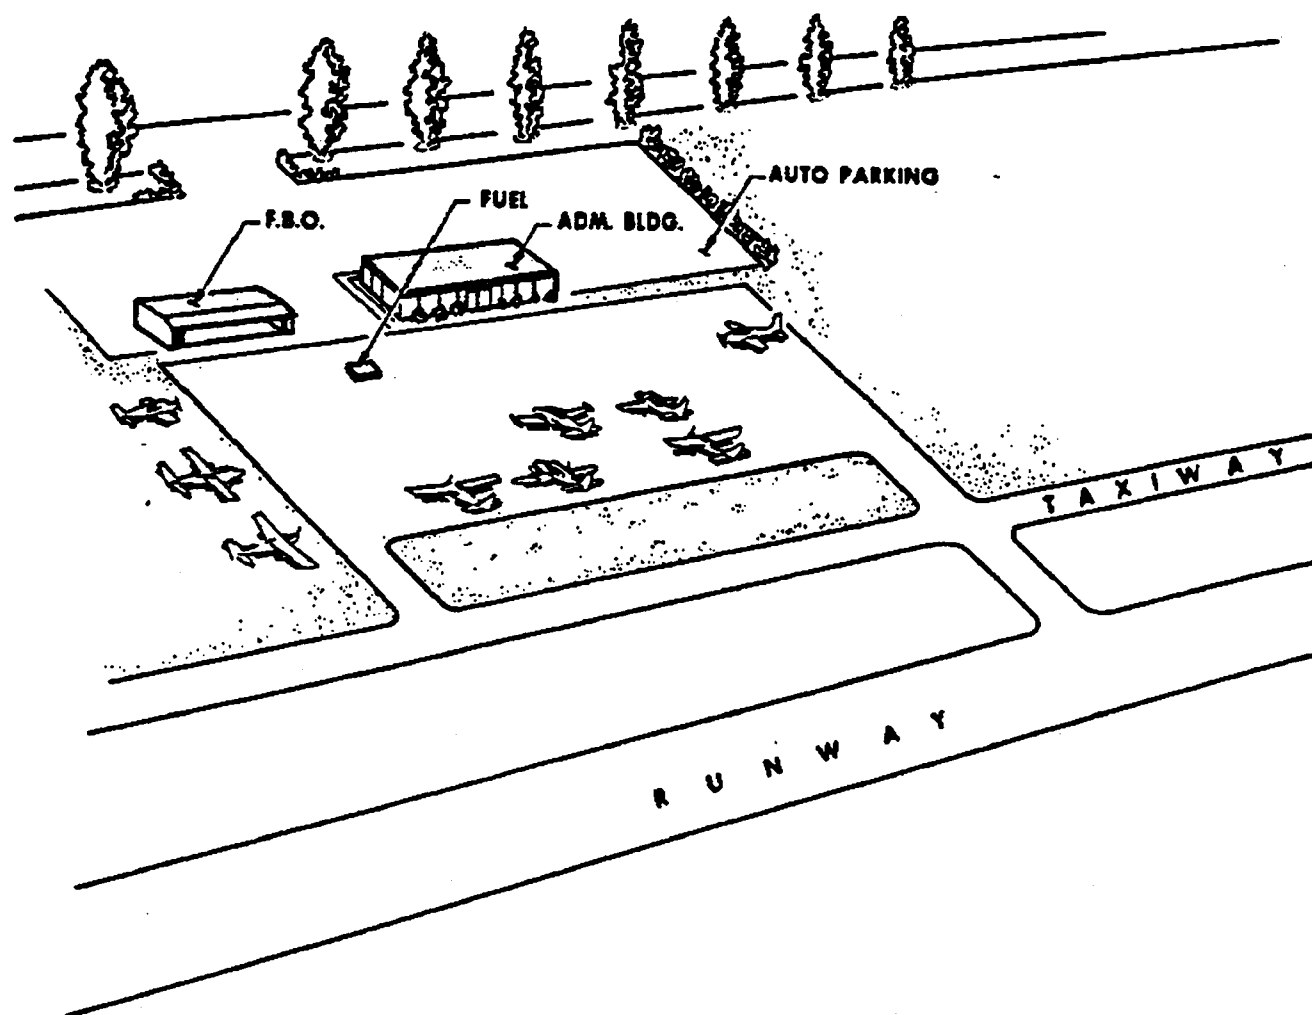 AUTO PARKING
FUEL
F.B.O.
ADM. BLDG.
TAXIWAY
RUNWAY